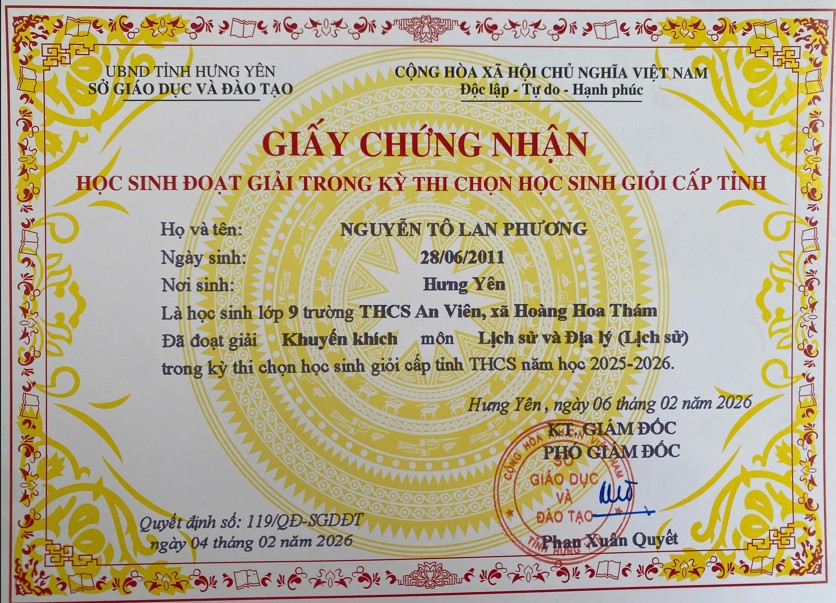 UBND TỈNH HƯNG YÊN
SỞ GIÁO DỤC VÀ ĐÀO TẠO
CỘNG HÒA XÃ HỘI CHỦ NGHĨA VIỆT NAM
Độc lập - Tự do - Hạnh phúc
GIẤY CHỨNG NHẬN
HỌC SINH ĐOẠT GIẢI TRONG KỲ THI CHỌN HỌC SINH GIỎI CẤP TỈNH
Họ và tên: NGUYỄN TÔ LAN PHƯƠNG
Ngày sinh: 28/06/2011
Nơi sinh: Hưng Yên
Là học sinh lớp 9 trường THCS An Viên, xã Hoàng Hoa Thám
Đã đoạt giải Khuyến khích môn Lịch sử và Địa lý (Lịch sử)
trong kỳ thi chọn học sinh giỏi cấp tỉnh THCS năm học 2025-2026.
Hưng Yên, ngày 06 tháng 02 năm 2026
KT. GIÁM ĐỐC
PHÓ GIÁM ĐỐC
SỞ
GIÁO DỤC
VÀ
ĐÀO TẠO
Phan Xuân Quyết
Quyết định số: 119/QĐ-SGDĐT
ngày 04 tháng 02 năm 2026